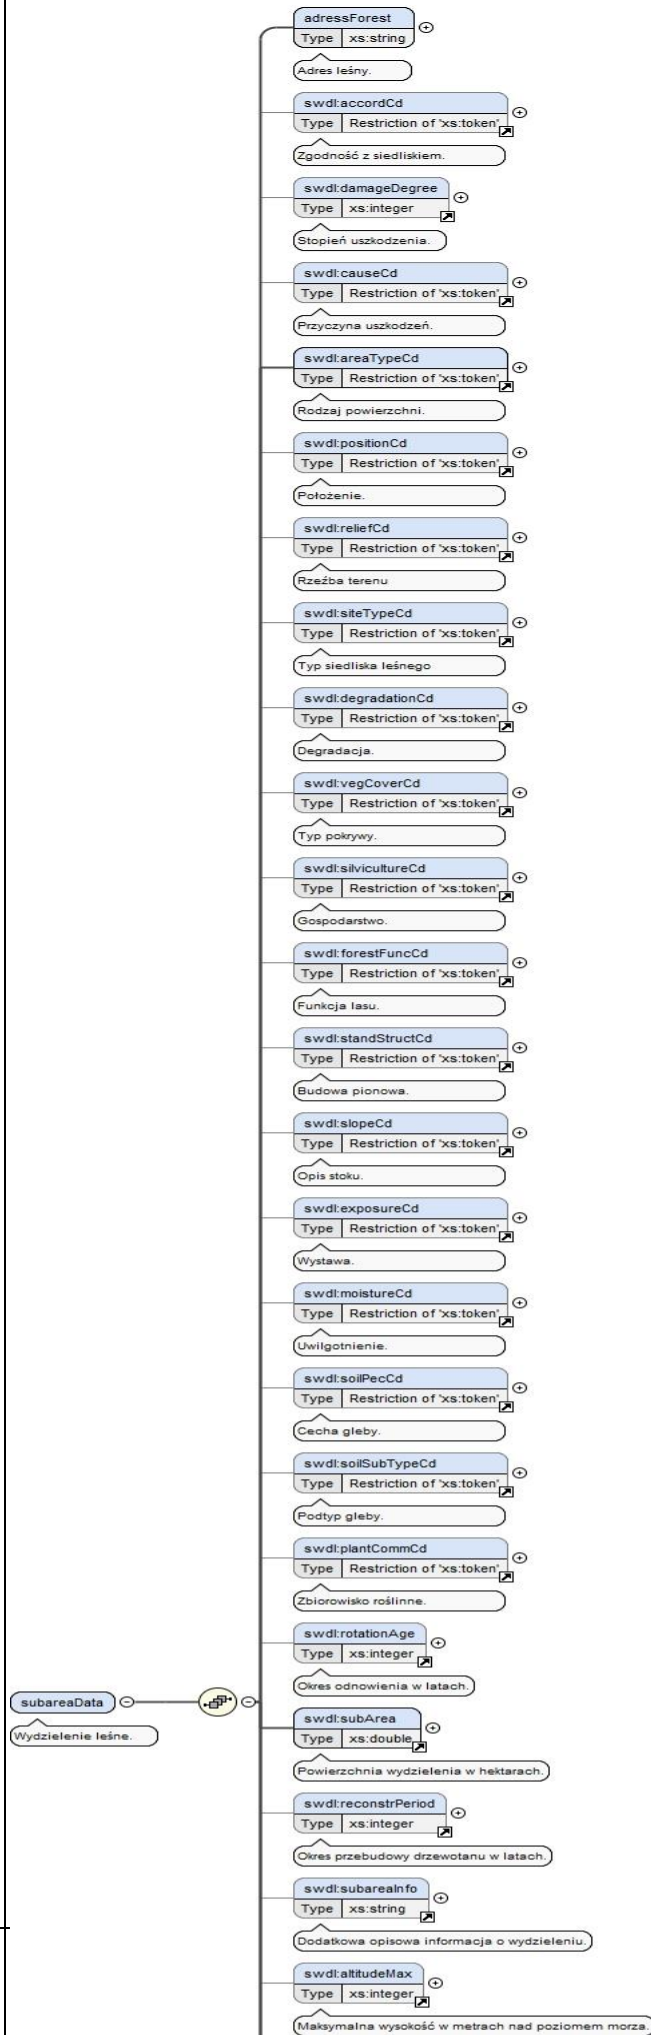 adressForest
Type xs:string
Adres leśny.
swdl:accordCd
Type Restriction of 'xs:token'
Zgodność z siedliskiem.
swdl:damageDegree
Type xs:integer
Stopień uszkodzenia.
swdl:causeCd
Type Restriction of 'xs:token'
Przyczyna uszkodzeń.
swdl:areaTypeCd
Type Restriction of 'xs:token'
Rodzaj powierzchni.
swdl:positionCd
Type Restriction of 'xs:token'
Położenie.
swdl:reliefCd
Type Restriction of 'xs:token'
Rzeźba terenu
swdl:siteTypeCd
Type Restriction of 'xs:token'
Typ siedliska leśnego
swdl:degradationCd
Type Restriction of 'xs:token'
Degradacja.
swdl:vegCoverCd
Type Restriction of 'xs:token'
Typ pokrywy.
swdl:silvicultureCd
Type Restriction of 'xs:token'
Gospodarstwo.
swdl:forestFuncCd
Type Restriction of 'xs:token'
Funkcja lasu.
swdl:standStructCd
Type Restriction of 'xs:token'
Budowa pionowa.
swdl:slopeCd
Type Restriction of 'xs:token'
Opis stoku.
swdl:exposureCd
Type Restriction of 'xs:token'
Wystawa.
swdl:moistureCd
Type Restriction of 'xs:token'
Uwilgotnienie.
swdl:soilPecCd
Type Restriction of 'xs:token'
Cecha gleby.
swdl:soilSubTypeCd
Type Restriction of 'xs:token'
Podtyp gleby.
swdl:plantCommCd
Type Restriction of 'xs:token'
Zbiorowisko roślinne.
swdl:rotationAge
Type xs:integer
Okres odnowienia w latach.
subareaData
Wydzielenie leśne.
swdl:subArea
Type xs:double
Powierzchnia wydzielenia w hektarach.
swdl:reconstrPeriod
Type xs:integer
Okres przebudowy drzewotanu w latach.
swdl:subareaInfo
Type xs:string
Dodatkowa opisowa informacja o wydzieleniu.
swdl:altitudeMax
Type xs:integer
Maksymalna wysokość w metrach nad poziomem morza.